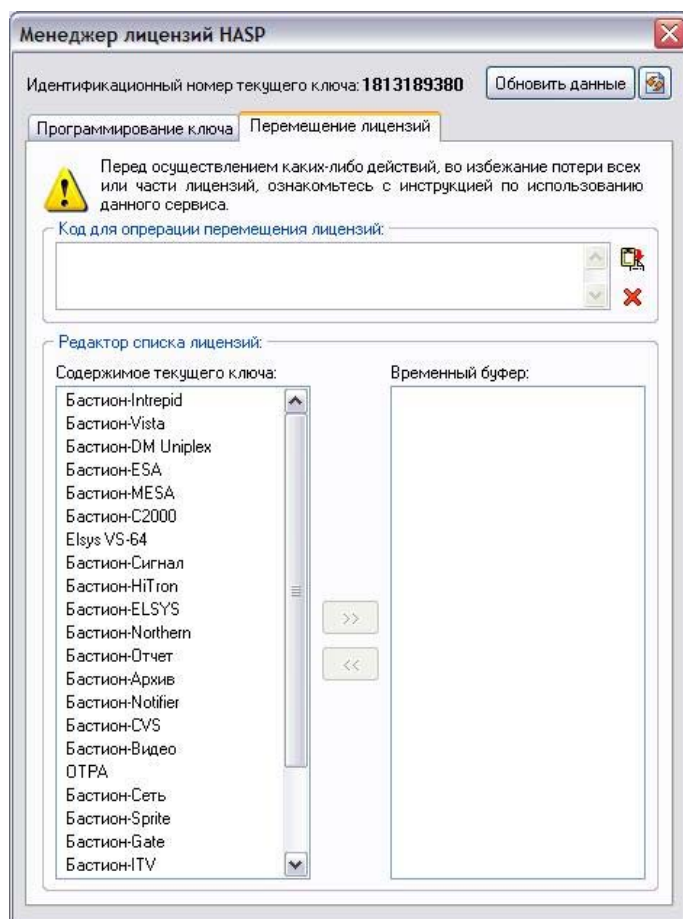 Менеджер лицензий HASP
Идентификационный номер текущего ключа: 1813189380
Обновить данные
Программирование ключа
Перемещение лицензий
Перед осуществлением каких-либо действий, во избежание потери всех
или части лицензий, ознакомьтесь с инструкцией по использованию
данного сервиса.
Код для опрерации перемещения лицензий:
Редактор списка лицензий:
Содержимое текущего ключа:
Бастион-Intrepid
Бастион-Vista
Бастион-DM Uniplex
Бастион-ESA
Бастион-MESA
Бастион-C2000
Elsys VS-64
Бастион-Сигнал
Бастион-HiTron
Бастион-ELSYS
Бастион-Northern
Бастион-Отчет
Бастион-Архив
Бастион-Notifier
Бастион-CVS
Бастион-Видео
ОТРА
Бастион-Сеть
Бастион-Sprite
Бастион-Gate
Бастион-ITV
>>
<<
Временный буфер: